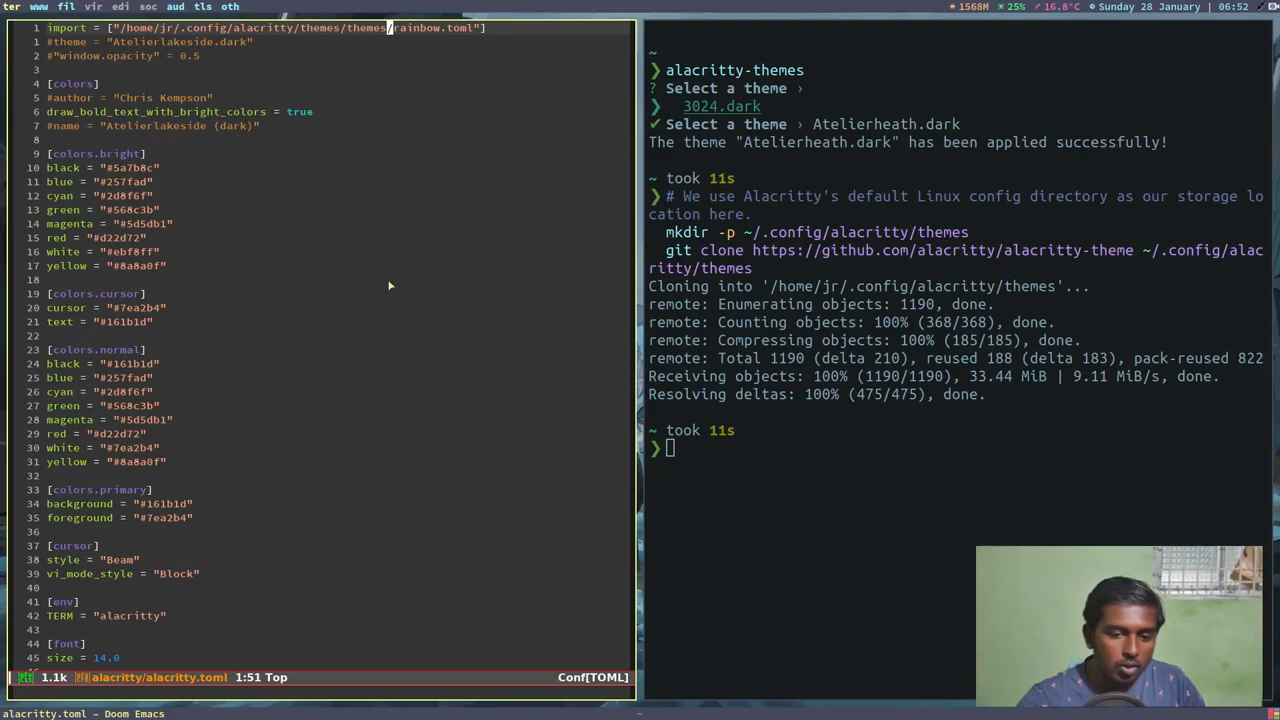 ter www fil vir edi soc aud tls oth
1568M 25% 16.8°C Sunday 28 January 06:52
1 import = ["/home/jr/.config/alacritty/themes/themes/rainbow.toml"]
1 #theme = "Atelierlakeside.dark"
2 #"window.opacity" = 0.5
3
4 [colors]
5 #author = "Chris Kempson"
6 draw_bold_text_with_bright_colors = true
7 #name = "Atelierlakeside (dark)"
8
9 [colors.bright]
10 black = "#5a7b8c"
11 blue = "#257fad"
12 cyan = "#2d8f6f"
13 green = "#568c3b"
14 magenta = "#5d5db1"
15 red = "#d22d72"
16 white = "#ebf8ff"
17 yellow = "#8a8a0f"
18
19 [colors.cursor]
20 cursor = "#7ea2b4"
21 text = "#161b1d"
22
23 [colors.normal]
24 black = "#161b1d"
25 blue = "#257fad"
26 cyan = "#2d8f6f"
27 green = "#568c3b"
28 magenta = "#5d5db1"
29 red = "#d22d72"
30 white = "#7ea2b4"
31 yellow = "#8a8a0f"
32
33 [colors.primary]
34 background = "#161b1d"
35 foreground = "#7ea2b4"
36
37 [cursor]
38 style = "Beam"
39 vi_mode_style = "Block"
40
41 [env]
42 TERM = "alacritty"
43
44 [font]
45 size = 14.0
1.1k alacritty/alacritty.toml 1:51 Top Conf[TOML]
alacritty.toml – Doom Emacs
~
❯ alacritty-themes
? Select a theme ›
❯ 3024.dark
✔ Select a theme › Atelierheath.dark
The theme "Atelierheath.dark" has been applied successfully!
~ took 11s
❯ # We use Alacritty's default Linux config directory as our storage lo
cation here.
mkdir -p ~/.config/alacritty/themes
git clone https://github.com/alacritty/alacritty-theme ~/.config/alac
ritty/themes
Cloning into '/home/jr/.config/alacritty/themes'...
remote: Enumerating objects: 1190, done.
remote: Counting objects: 100% (368/368), done.
remote: Compressing objects: 100% (185/185), done.
remote: Total 1190 (delta 210), reused 188 (delta 183), pack-reused 822
Receiving objects: 100% (1190/1190), 33.44 MiB | 9.11 MiB/s, done.
Resolving deltas: 100% (475/475), done.
~ took 11s
❯
~